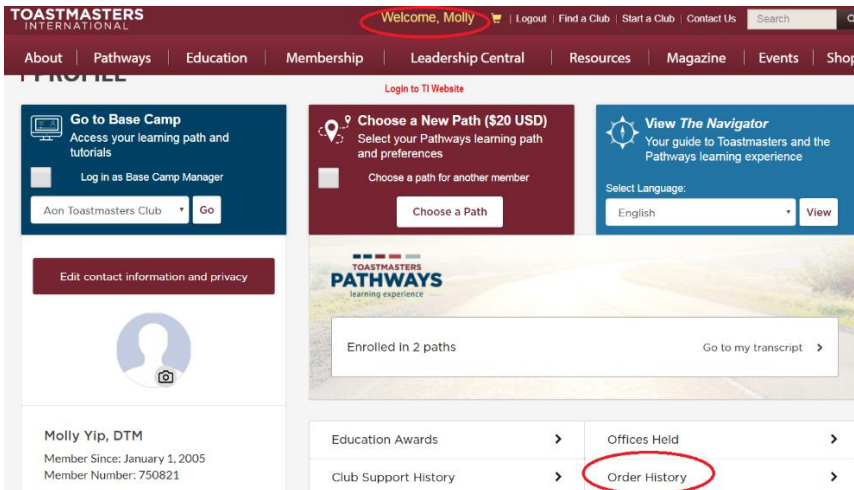 TOASTMASTERS
INTERNATIONAL
Welcome, Molly | Logout | Find a Club | Start a Club | Contact Us Search
About | Pathways | Education | Membership | Leadership Central | Resources | Magazine | Events | Shop
PROFILE
Login to TI Website
Go to Base Camp
Access your learning path and
tutorials
Log in as Base Camp Manager
Aon Toastmasters Club Go
Choose a New Path ($20 USD)
Select your Pathways learning path
and preferences
Choose a path for another member
Choose a Path
View The Navigator
Your guide to Toastmasters and the
Pathways learning experience
Select Language:
English View
Edit contact information and privacy
TOASTMASTERS
PATHWAYS
learning experience
Enrolled in 2 paths Go to my transcript
Molly Yip, DTM
Member Since: January 1, 2005
Member Number: 750821
Education Awards Offices Held
Club Support History Order History